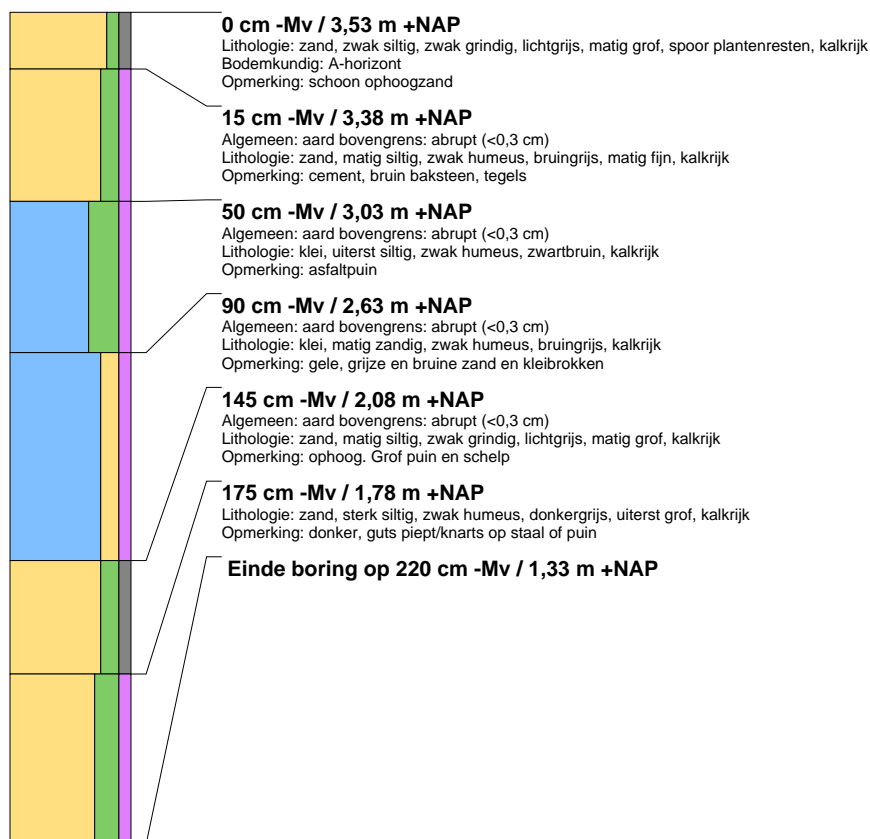 0 cm -Mv / 3,53 m +NAP
Lithologie: zand, zwak siltig, zwak grindig, lichtgrijs, matig grof, spoor plantenresten, kalkrijk
Bodemkundig: A-horizont
Opmerking: schoon ophoogzand
15 cm -Mv / 3,38 m +NAP
Algemeen: aard bovengrens: abrupt (<0,3 cm)
Lithologie: zand, matig siltig, zwak humeus, bruingrijs, matig fijn, kalkrijk
Opmerking: cement, bruin baksteen, tegels
50 cm -Mv / 3,03 m +NAP
Algemeen: aard bovengrens: abrupt (<0,3 cm)
Lithologie: klei, uiterst siltig, zwak humeus, zwartbruin, kalkrijk
Opmerking: asfaltpuin
90 cm -Mv / 2,63 m +NAP
Algemeen: aard bovengrens: abrupt (<0,3 cm)
Lithologie: klei, matig zandig, zwak humeus, bruingrijs, kalkrijk
Opmerking: gele, grijze en bruine zand en kleibrokken
145 cm -Mv / 2,08 m +NAP
Algemeen: aard bovengrens: abrupt (<0,3 cm)
Lithologie: zand, matig siltig, zwak grindig, lichtgrijs, matig grof, kalkrijk
Opmerking: ophoog. Grof puin en schelp
175 cm -Mv / 1,78 m +NAP
Lithologie: zand, sterk siltig, zwak humeus, donkergrijs, uiterst grof, kalkrijk
Opmerking: donker, guts piept/knarts op staal of puin
Einde boring op 220 cm -Mv / 1,33 m +NAP